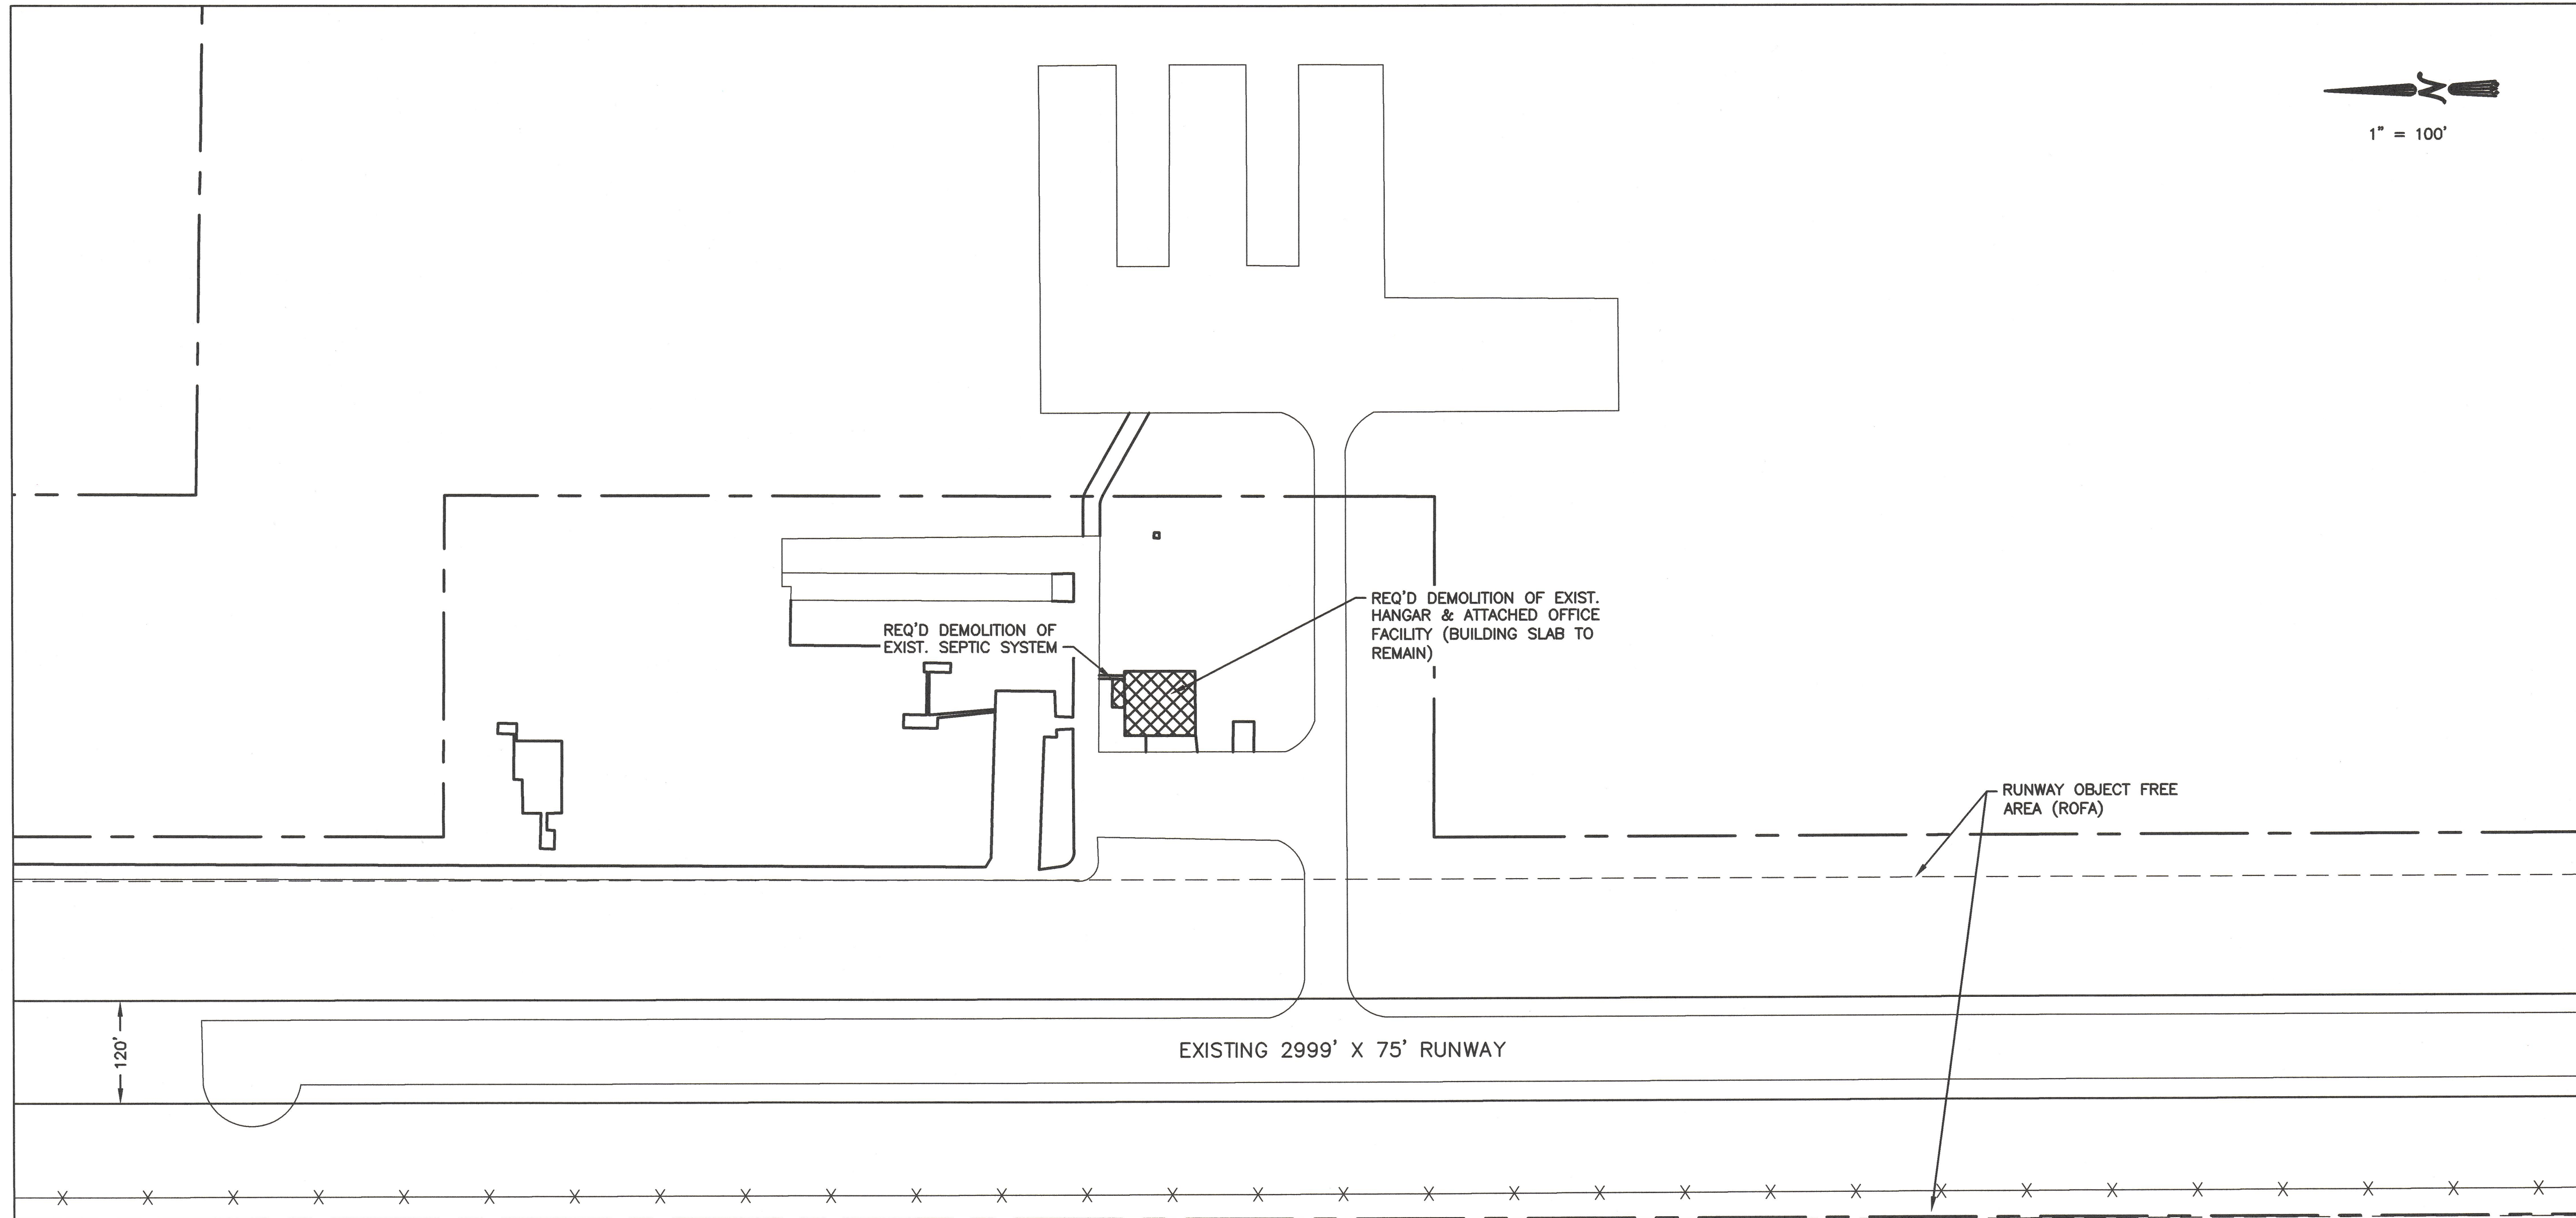 N
1" = 100'
REQ'D DEMOLITION OF EXIST.
HANGAR & ATTACHED OFFICE
FACILITY (BUILDING SLAB TO
REMAIN)
REQ'D DEMOLITION OF
EXIST. SEPTIC SYSTEM
RUNWAY OBJECT FREE
AREA (ROFA)
120'
EXISTING 2999' X 75' RUNWAY